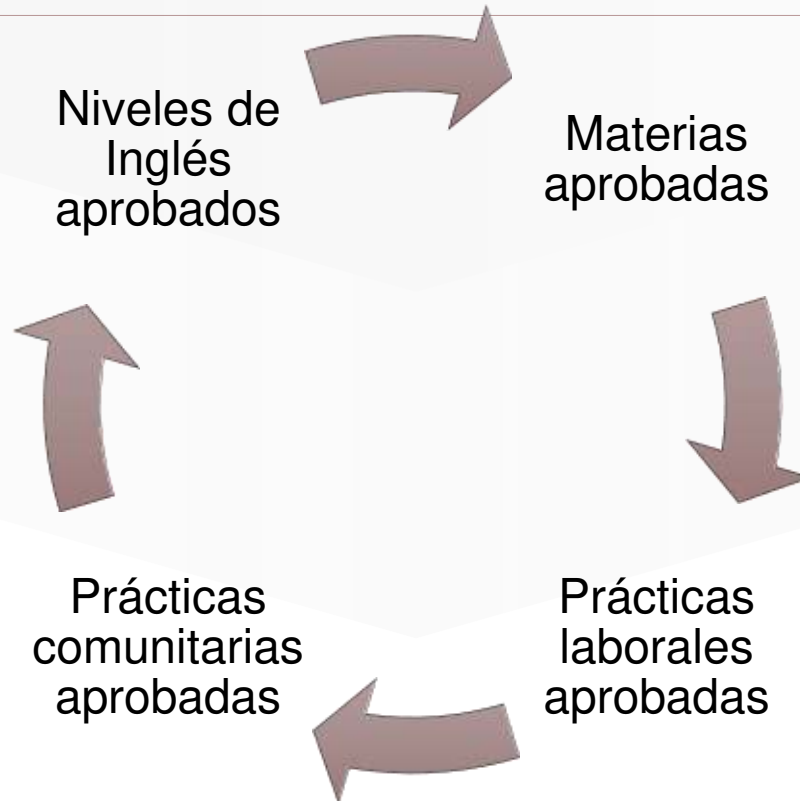 Niveles de
Inglés
aprobados
Materias
aprobadas
Prácticas
laborales
aprobadas
Prácticas
comunitarias
aprobadas